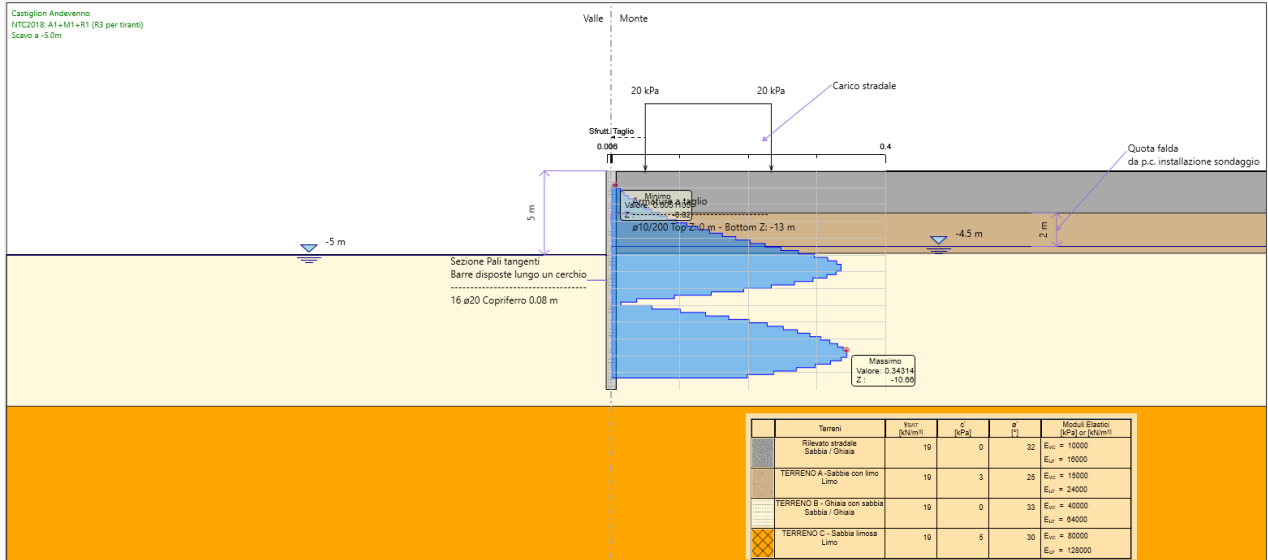 Castiglion Andevenno
NTC2018: A1+M1+R1 (R3 per tiranti)
Scavo a -5.0m
Valle
Monte
20 kPa
20 kPa
Carico stradale
Sfrutt. Taglio
0.006
0.4
Quota falda
da p.c. installazione sondaggio
5 m
Minimo
Valore:
Z :
-0.82
Armatura a taglio
ø10/200 Top Z: 0 m - Bottom Z: -13 m
-4.5 m
2 m
-5 m
Sezione Pali tangenti
Barre disposte lungo un cerchio
16 ø20 Copriferro 0.08 m
Massimo
Valore: 0.34314
Z : -10.66
Terreni γSAT [kN/m³] c' [kPa] ø' [°] Moduli Elastici [kPa] or [kN/m³]
Rilevato stradale
Sabbia / Ghiaia
19 0 32 Evc = 10000
Eur = 16000
TERRENO A -Sabbie con limo
Limo
19 3 25 Evc = 15000
Eur = 24000
TERRENO B - Ghiaia con sabbia
Sabbia / Ghiaia
19 0 33 Evc = 40000
Eur = 64000
TERRENO C - Sabbia limosa
Limo
19 5 30 Evc = 80000
Eur = 128000